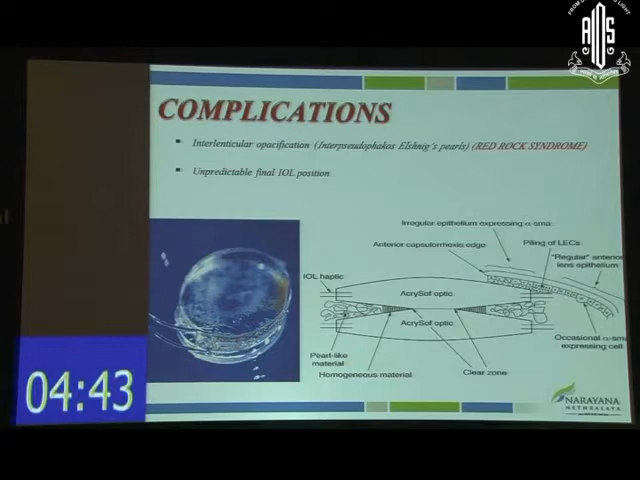 AIOS
COMPLICATIONS
Interlenticular opacification (Interpseudophakos Elshnig's pearls) (RED ROCK SYNDROME)
Unpredictable final IOL position
Irregular epithelium expressing α-sma
Anterior capsulorrhexis edge
Piling of LECs
"Regular" anterior
lens epithelium
IOL haptic
AcrySof optic
AcrySof optic
Occasional α-sma
expressing cell
Pearl-like
material
Homogeneous material
Clear zone
04:43
NARAYANA
NETHRALAYA